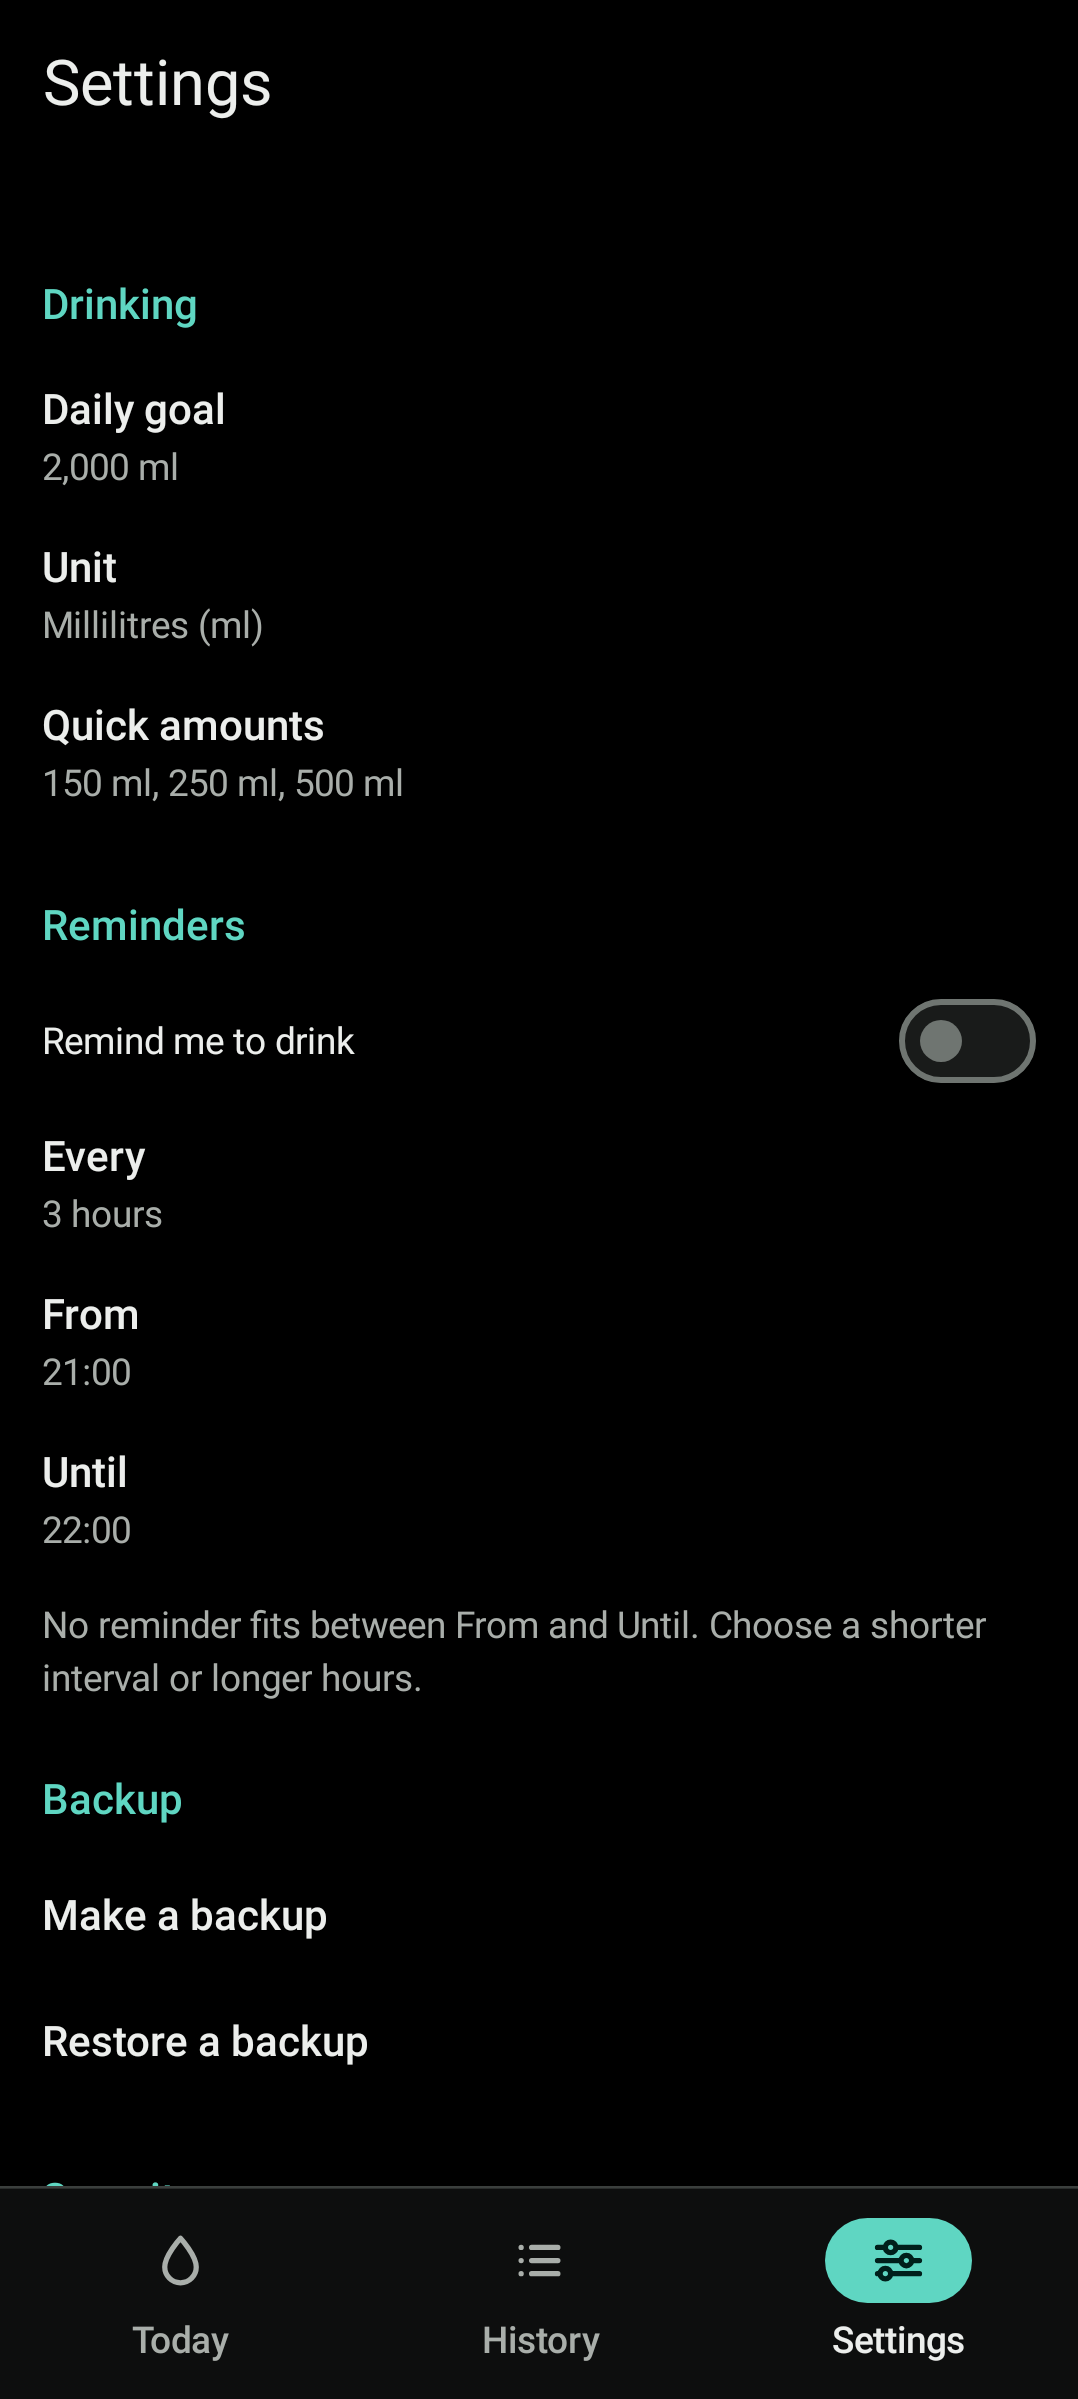 Settings
Drinking
Daily goal
2,000 ml
Unit
Millilitres (ml)
Quick amounts
150 ml, 250 ml, 500 ml
Reminders
Remind me to drink
Every
3 hours
From
21:00
Until
22:00
No reminder fits between From and Until. Choose a shorter
interval or longer hours.
Backup
Make a backup
Restore a backup
Today
History
Settings